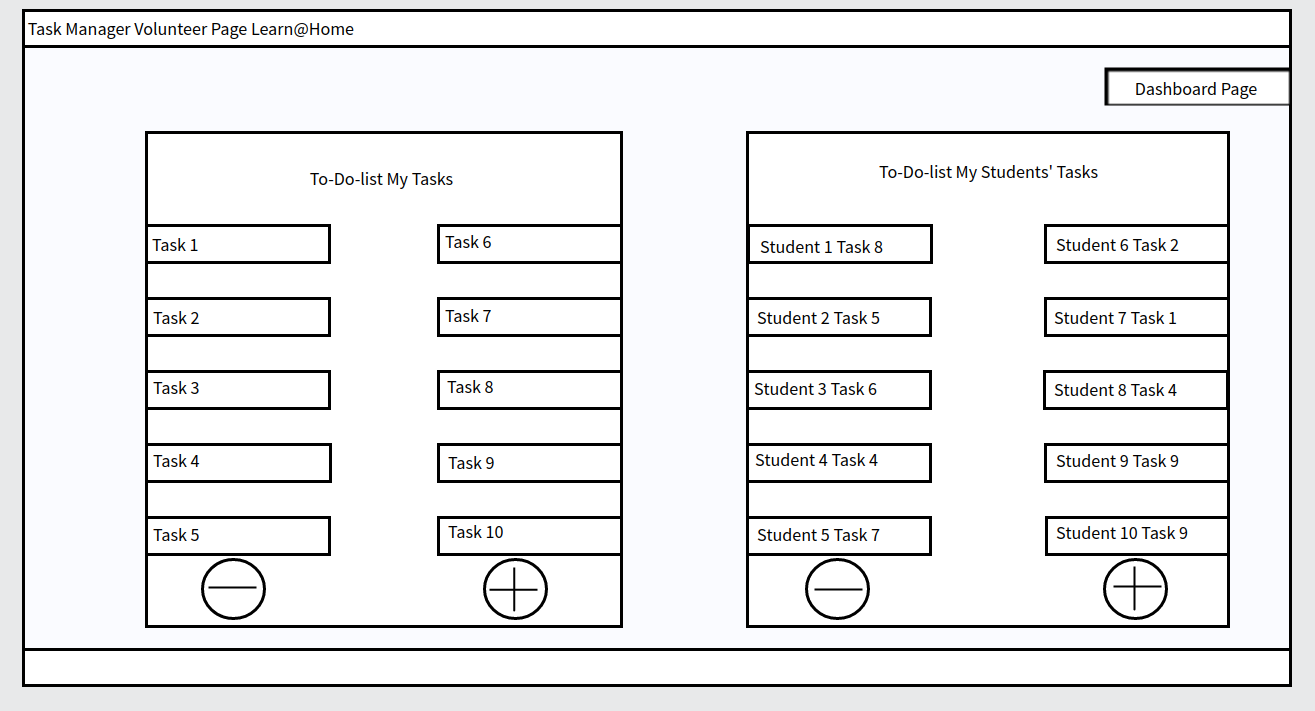 Task Manager Volunteer Page Learn@Home
Dashboard Page
To-Do-list My Tasks
Task 1
Task 6
Task 2
Task 7
Task 3
Task 8
Task 4
Task 9
Task 5
Task 10
To-Do-list My Students' Tasks
Student 1 Task 8
Student 6 Task 2
Student 2 Task 5
Student 7 Task 1
Student 3 Task 6
Student 8 Task 4
Student 4 Task 4
Student 9 Task 9
Student 5 Task 7
Student 10 Task 9